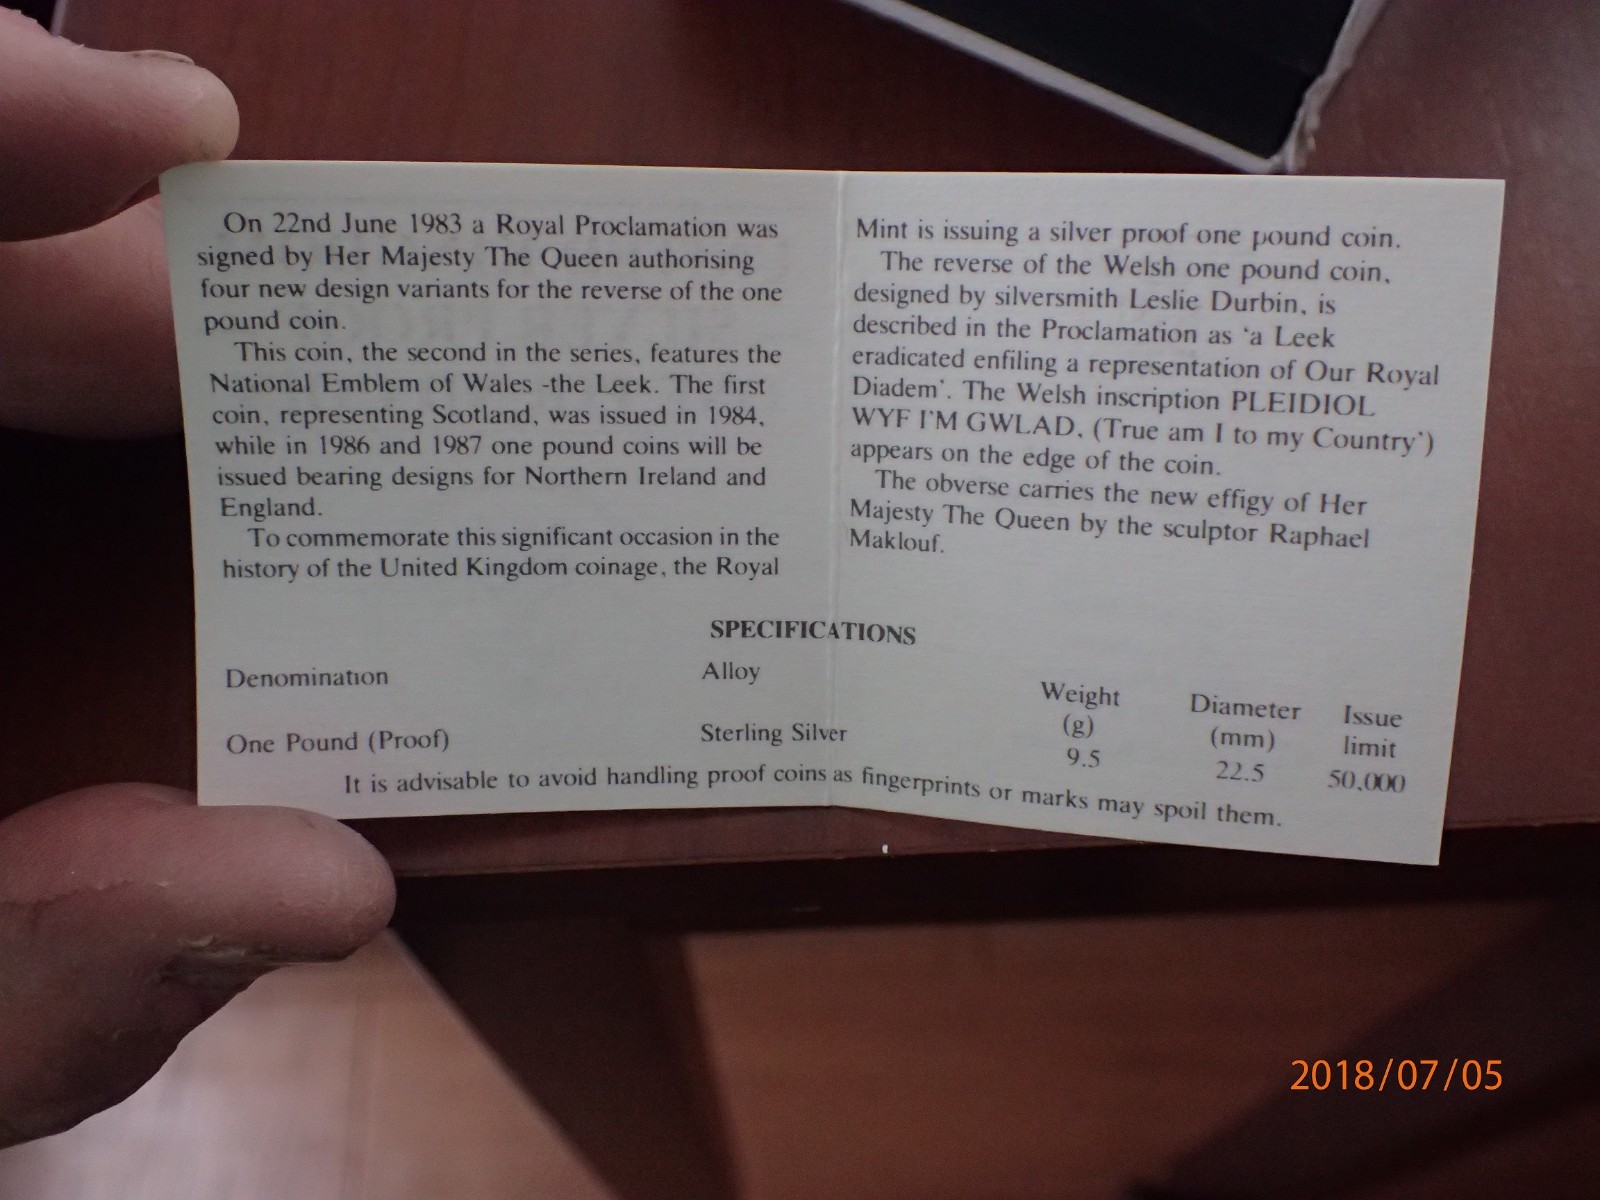 On 22nd June 1983 a Royal Proclamation was
signed by Her Majesty The Queen authorising
four new design variants for the reverse of the one
pound coin.
This coin, the second in the series, features the
National Emblem of Wales -the Leek. The first
coin, representing Scotland, was issued in 1984,
while in 1986 and 1987 one pound coins will be
issued bearing designs for Northern Ireland and
England.
To commemorate this significant occasion in the
history of the United Kingdom coinage, the Royal
Mint is issuing a silver proof one pound coin.
The reverse of the Welsh one pound coin,
designed by silversmith Leslie Durbin, is
described in the Proclamation as 'a Leek
eradicated enfiling a representation of Our Royal
Diadem'. The Welsh inscription PLEIDIOL
WYF I'M GWLAD, (True am I to my Country')
appears on the edge of the coin.
The obverse carries the new effigy of Her
Majesty The Queen by the sculptor Raphael
Maklouf.
SPECIFICATIONS
Denomination Alloy Weight Diameter Issue
(g) (mm) limit
One Pound (Proof) Sterling Silver 9.5 22.5 50,000
It is advisable to avoid handling proof coins as fingerprints or marks may spoil them.
2018/07/05